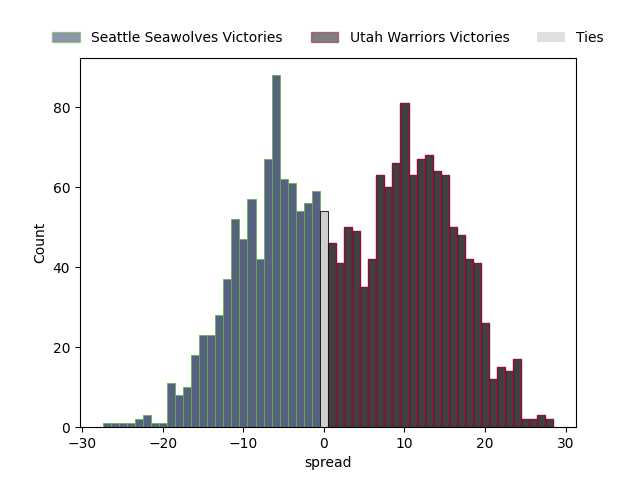 Seattle Seawolves Victories Utah Warriors Victories Ties
80
60
40
20
0
Count
−30 −20 −10 0 10 20 30
spread